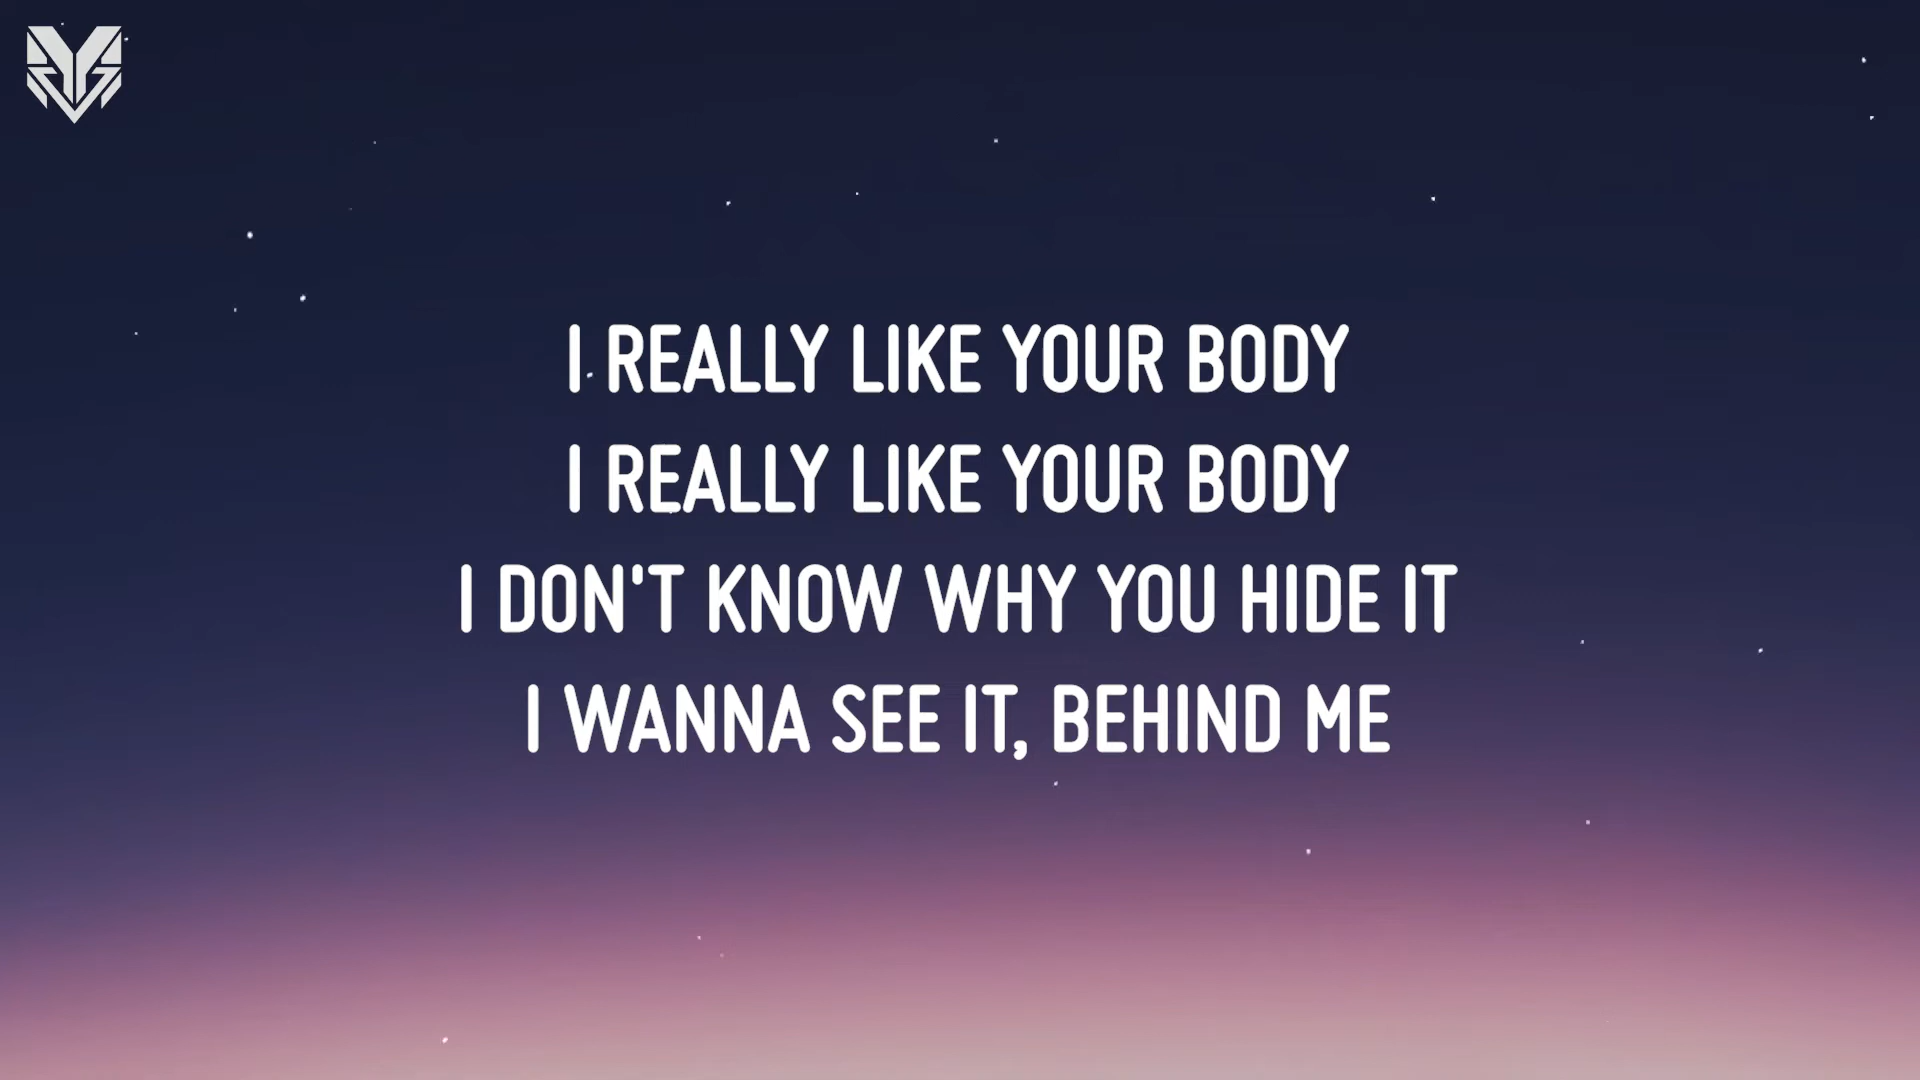 I REALLY LIKE YOUR BODY
I REALLY LIKE YOUR BODY
I DON'T KNOW WHY YOU HIDE IT
I WANNA SEE IT, BEHIND ME